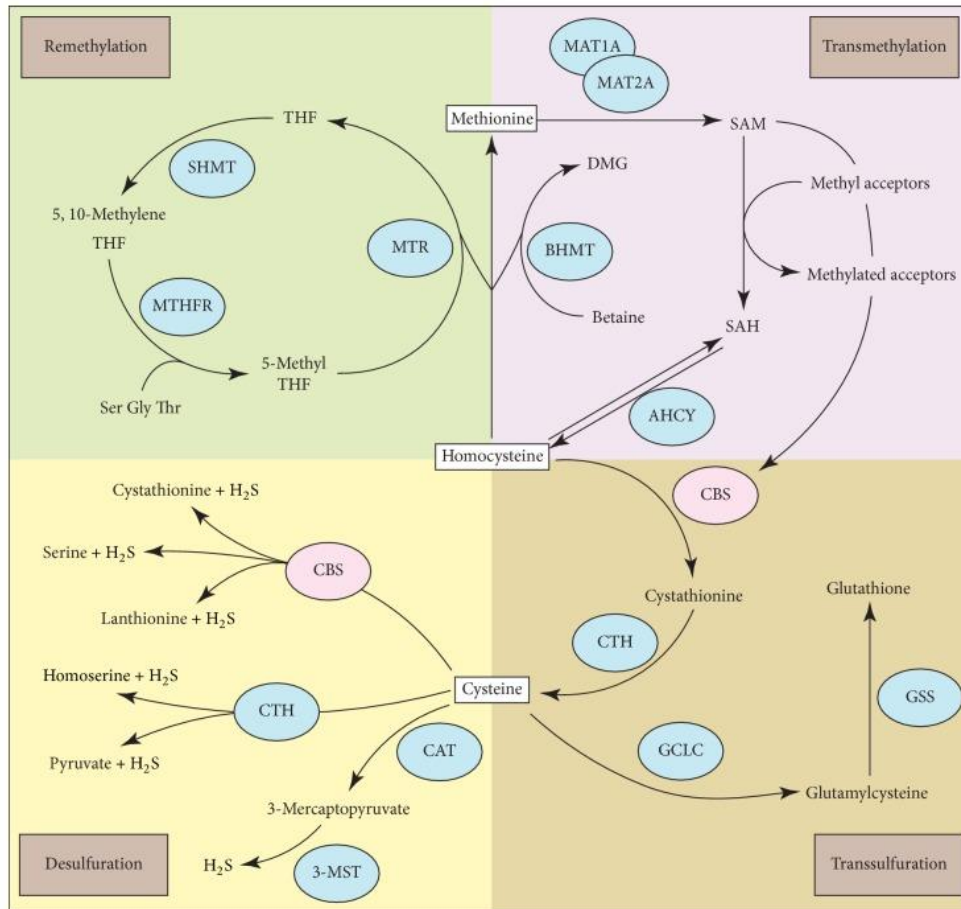 Remethylation
Transmethylation
MAT1A
MAT2A
THF
Methionine
SAM
SHMT
DMG
Methyl acceptors
5, 10-Methylene
THF
MTR
BHMT
Methylated acceptors
MTHFR
Betaine
SAH
5-Methyl
THF
Ser Gly Thr
AHCY
Homocysteine
CBS
Cystathionine + H₂S
Serine + H₂S
CBS
Lanthionine + H₂S
Cystathionine
Glutathione
CTH
Homoserine + H₂S
CTH
Cysteine
GSS
CAT
GCLC
Pyruvate + H₂S
3-Mercaptopyruvate
Glutamylcysteine
Desulfuration
H₂S
3-MST
Transsulfuration